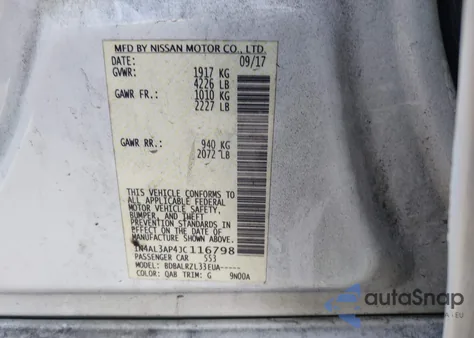 MFD BY NISSAN MOTOR CO., LTD.
09/17
GVWR: 1917 KG
4226 LB
GAWR FR.: 1010 KG
2227 LB
GAWR RR.: 940 KG
2072 LB
THIS VEHICLE CONFORMS TO
ALL APPLICABLE FEDERAL
MOTOR VEHICLE SAFETY,
BUMPER, AND THEFT
PREVENTION STANDARDS
IN EFFECT ON THE DATE OF
MANUFACTURE SHOWN ABOVE.
1N4AL3AP4JC116798
PASSENGER CAR 553
MODEL: BDBALRZL33EUA-----
COLOR: QAB TRIM: G 9N00A
autoSnap